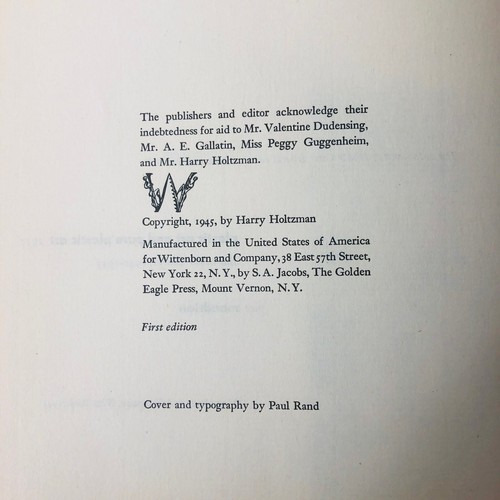 The publishers and editor acknowledge their
indebtedness for aid to Mr. Valentine Dudensing,
Mr. A. E. Gallatin, Miss Peggy Guggenheim,
and Mr. Harry Holtzman.
W
Copyright, 1945, by Harry Holtzman
Manufactured in the United States of America
for Wittenborn and Company, 38 East 57th Street,
New York 22, N. Y., by S. A. Jacobs, The Golden
Eagle Press, Mount Vernon, N. Y.
First edition
Cover and typography by Paul Rand